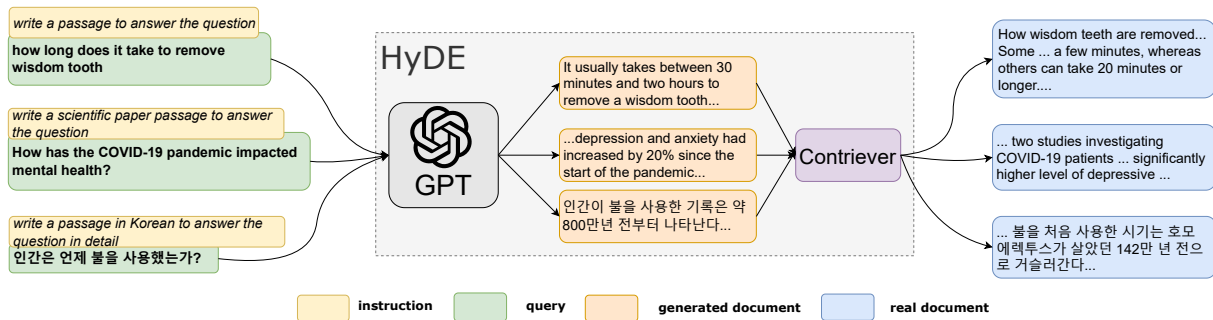 write a passage to answer the question
how long does it take to remove
wisdom tooth
write a scientific paper passage to answer
the question
How has the COVID-19 pandemic impacted
mental health?
write a passage in Korean to answer the
question in detail
인간은 언제 불을 사용했는가?
HyDE
GPT
It usually takes between 30
minutes and two hours to
remove a wisdom tooth...
...depression and anxiety had
increased by 20% since the
start of the pandemic...
인간이 불을 사용한 기록은 약
800만년 전부터 나타난다...
Contriever
How wisdom teeth are removed...
Some ... a few minutes, whereas
others can take 20 minutes or
longer....
... two studies investigating
COVID-19 patients ... significantly
higher level of depressive ...
... 불을 처음 사용한 시기는 호모
에렉투스가 살았던 142만 년 전으
로 거슬러간다...
instruction
query
generated document
real document